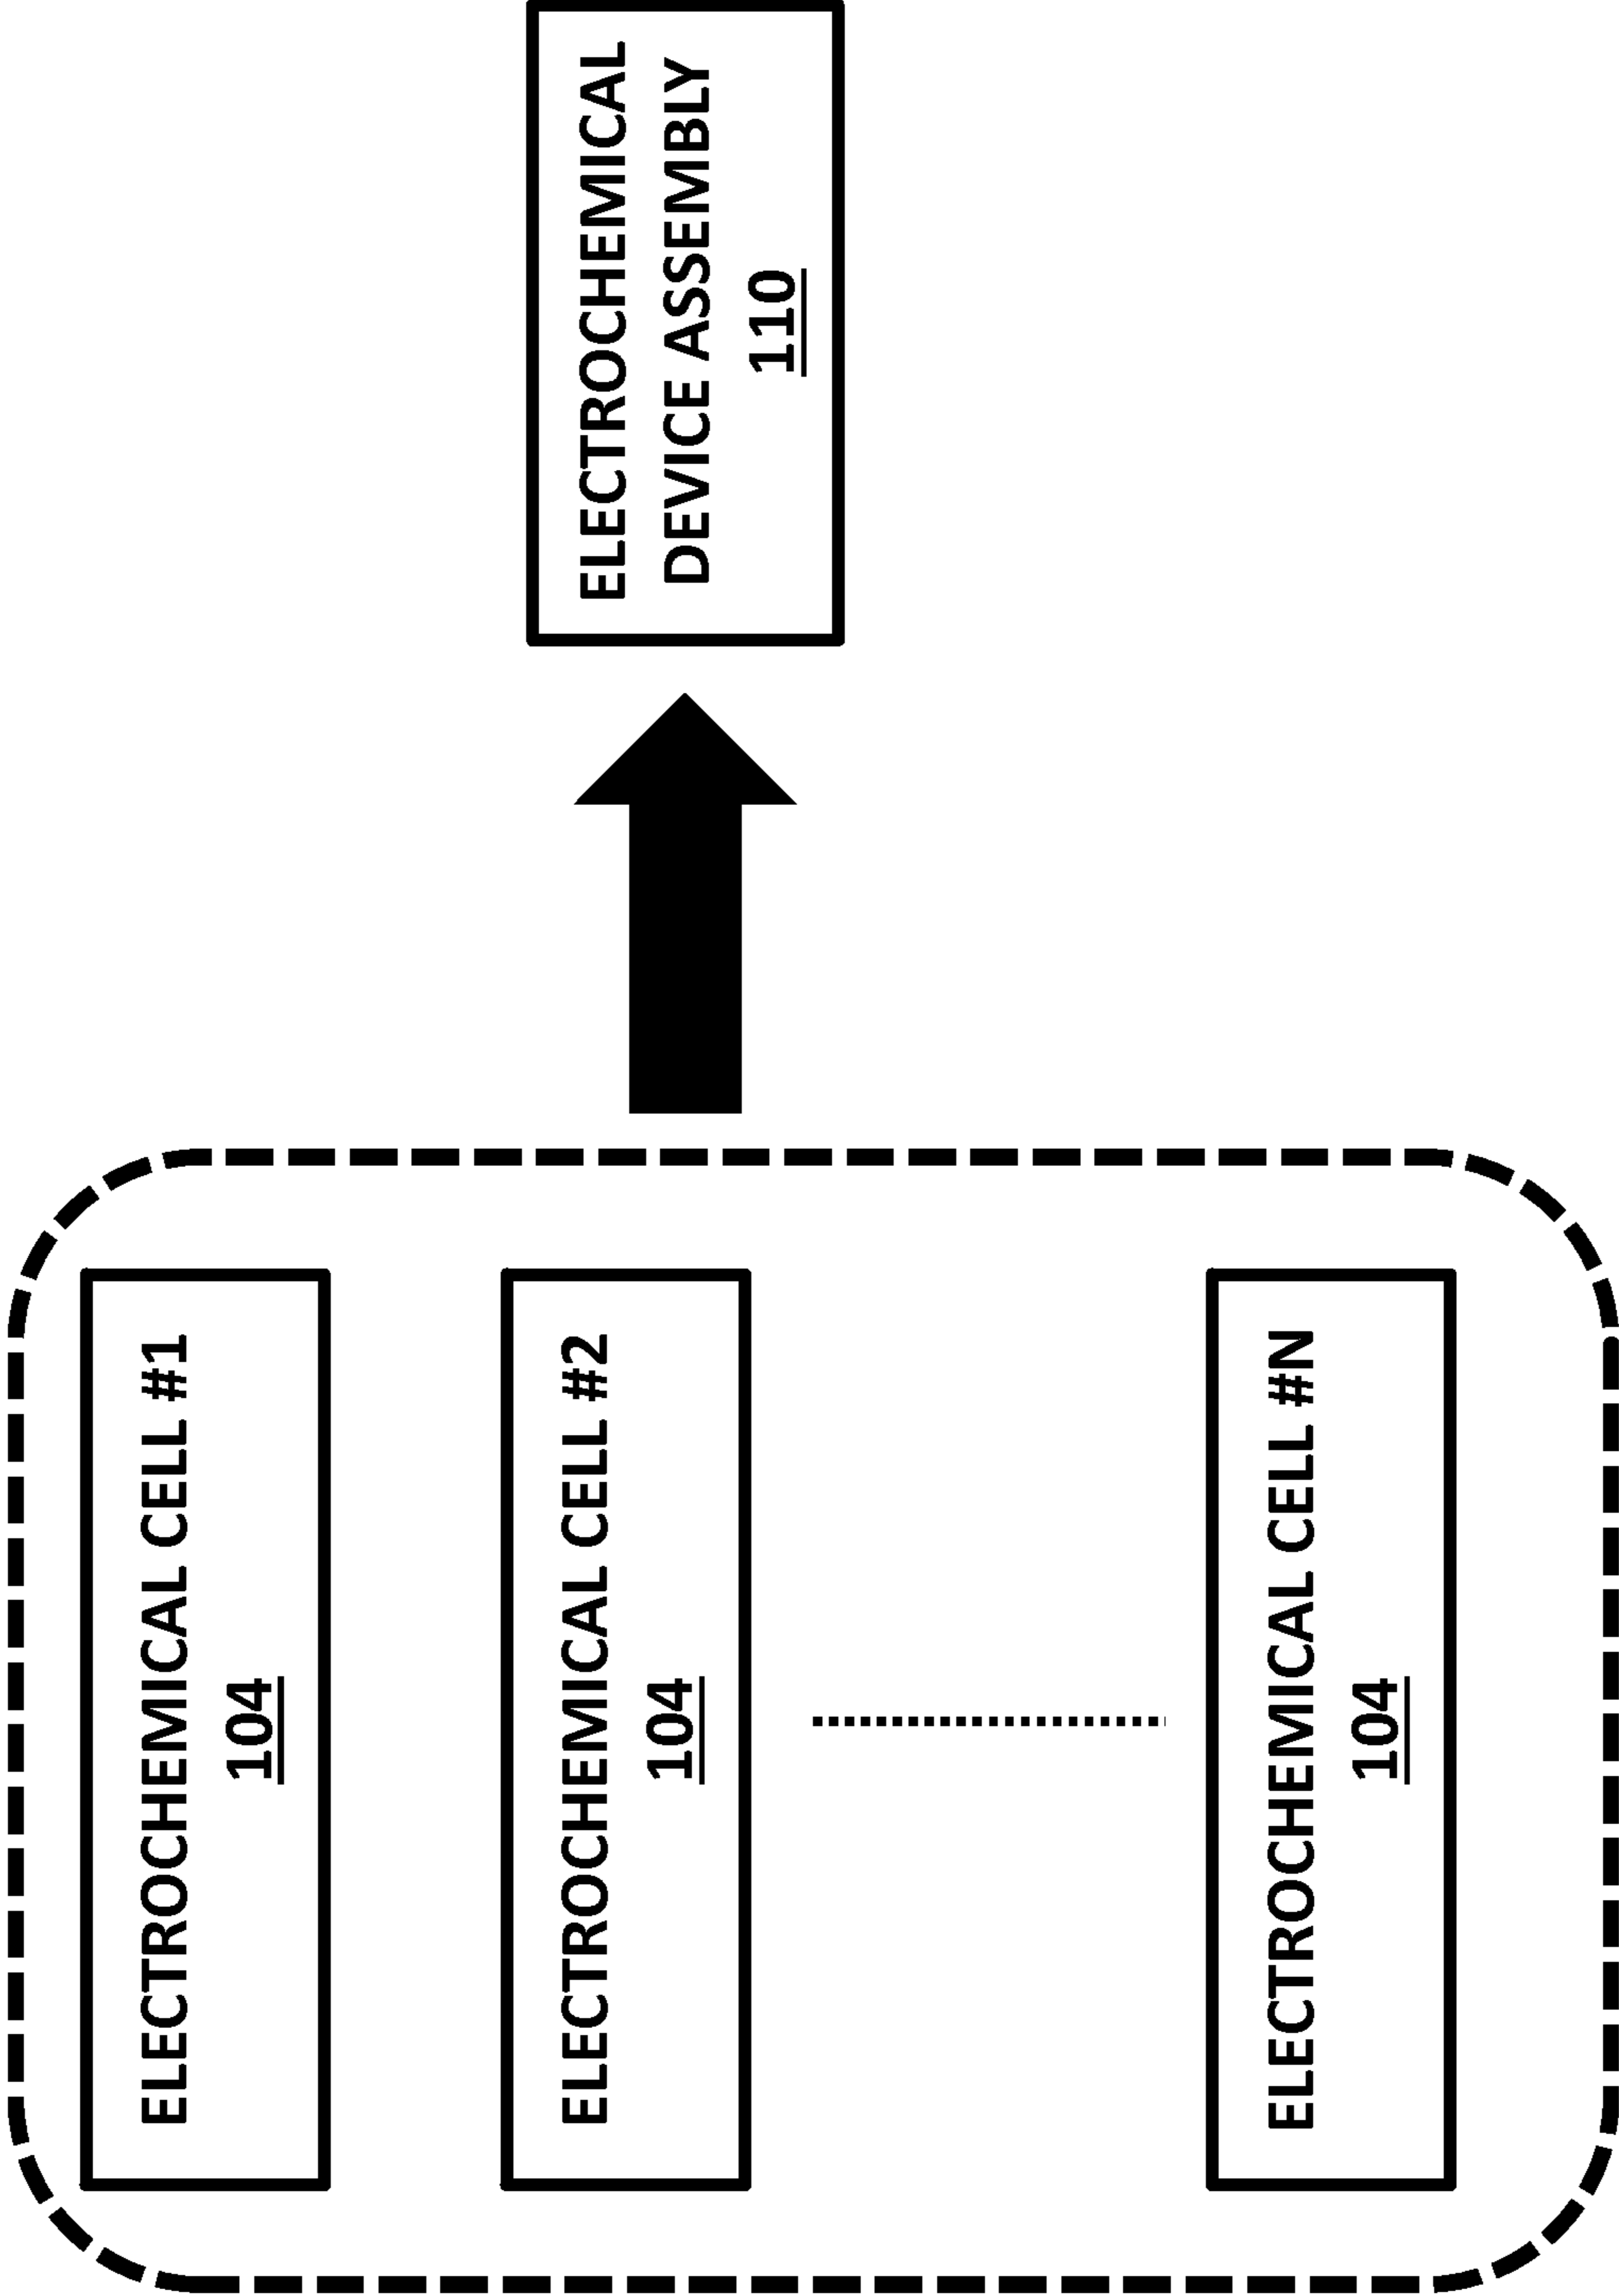 ELECTROCHEMICAL CELL #1
104
ELECTROCHEMICAL CELL #2
104
ELECTROCHEMICAL CELL #N
104
ELECTROCHEMICAL
DEVICE ASSEMBLY
110